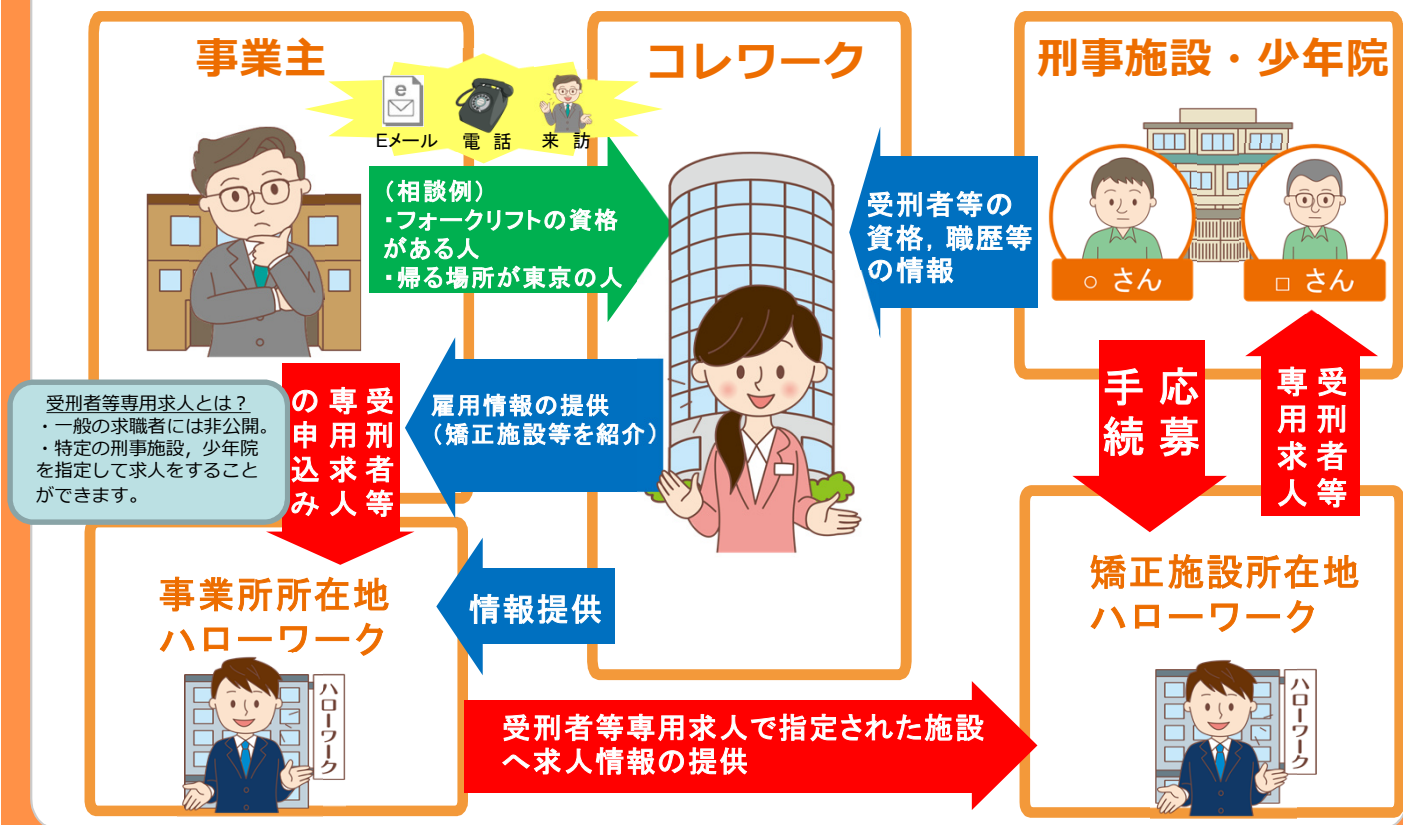 事業主
コレワーク
刑事施設・少年院
e
Eメール
電 話
来 訪
（相談例）
・フォークリフトの資格
がある人
・帰る場所が東京の人
受刑者等の
資格，職歴等
の情報
○ さん
□ さん
雇用情報の提供
（矯正施設等を紹介）
受刑者等専用求人とは？
・一般の求職者には非公開。
・特定の刑事施設，少年院
を指定して求人をすること
ができます。
受刑者等
専用求人
の申込み
応募
手続
受刑者等
専用求人
事業所所在地
ハローワーク
情報提供
矯正施設所在地
ハローワーク
ハローワーク
受刑者等専用求人で指定された施設
へ求人情報の提供
ハローワーク